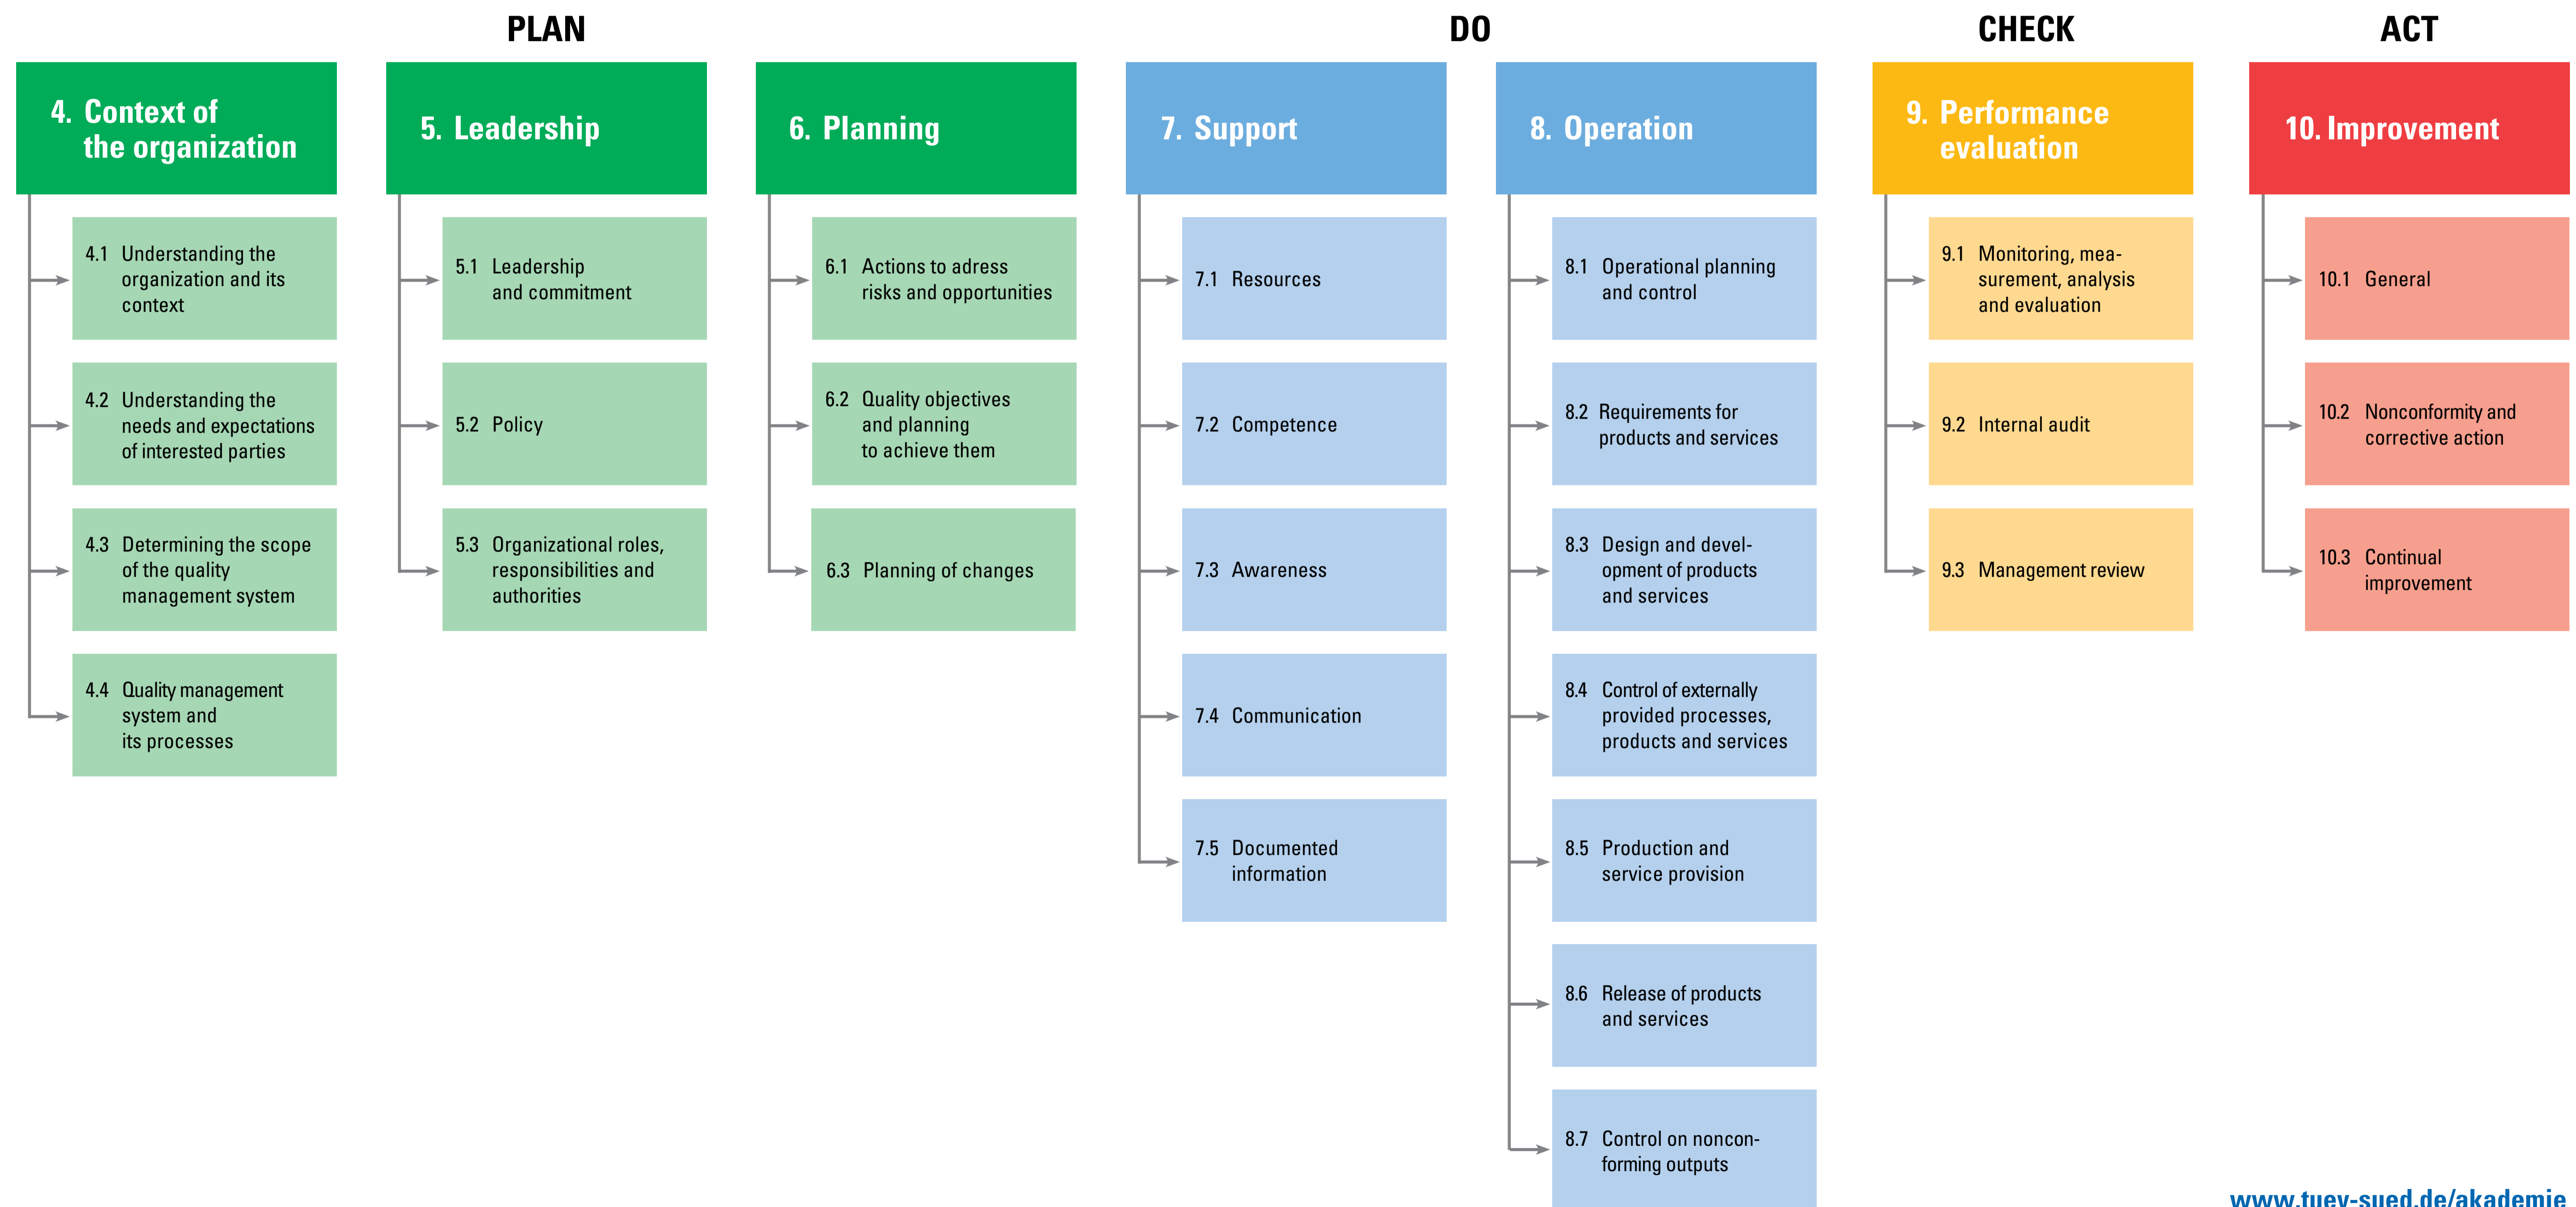 PLAN
DO
CHECK
ACT
4. Context of
the organization
4.1 Understanding the
organization and its
context
4.2 Understanding the
needs and expectations
of interested parties
4.3 Determining the scope
of the quality
management system
4.4 Quality management
system and
its processes
5. Leadership
5.1 Leadership
and commitment
5.2 Policy
5.3 Organizational roles,
responsibilities and
authorities
6. Planning
6.1 Actions to adress
risks and opportunities
6.2 Quality objectives
and planning
to achieve them
6.3 Planning of changes
7. Support
7.1 Resources
7.2 Competence
7.3 Awareness
7.4 Communication
7.5 Documented
information
8. Operation
8.1 Operational planning
and control
8.2 Requirements for
products and services
8.3 Design and devel-
opment of products
and services
8.4 Control of externally
provided processes,
products and services
8.5 Production and
service provision
8.6 Release of products
and services
8.7 Control on noncon-
forming outputs
9. Performance
evaluation
9.1 Monitoring, mea-
surement, analysis
and evaluation
9.2 Internal audit
9.3 Management review
10. Improvement
10.1 General
10.2 Nonconformity and
corrective action
10.3 Continual
improvement
www.tuev-sued.de/akademie